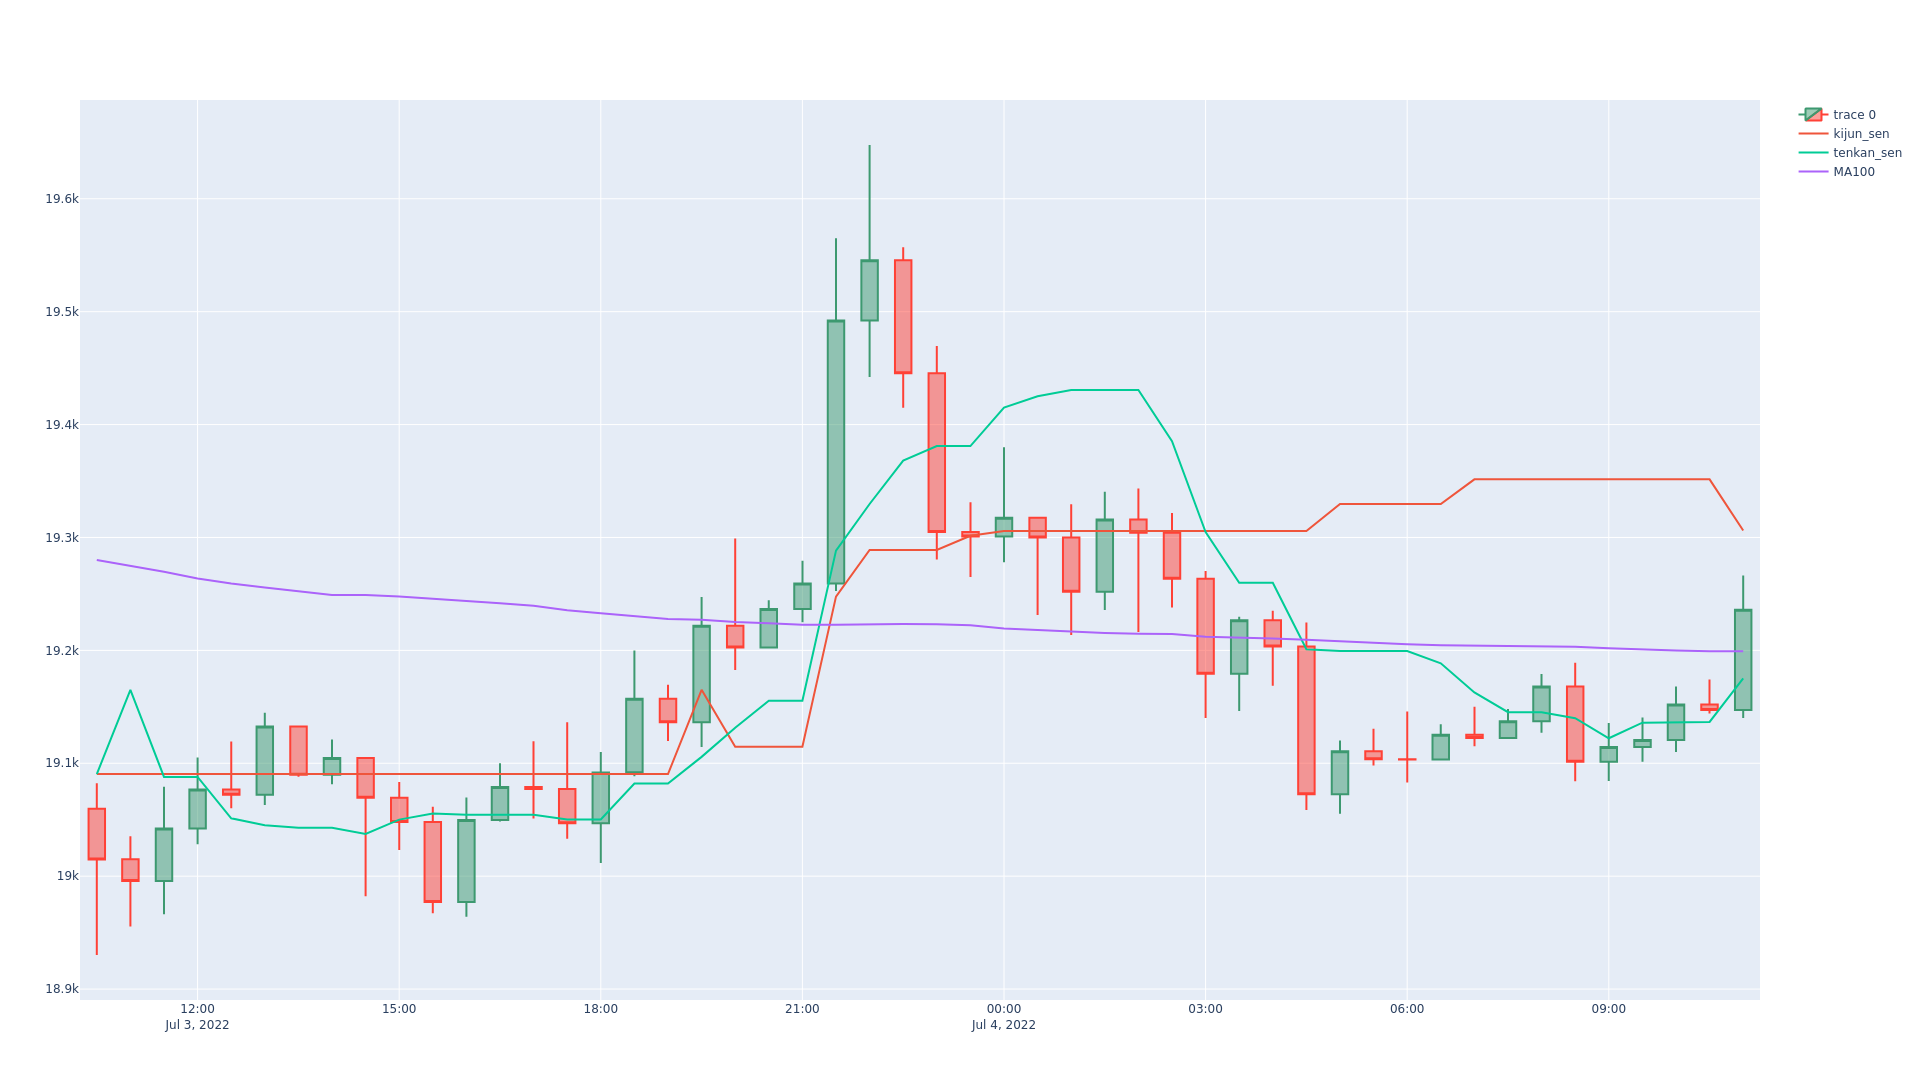 trace 0
kijun_sen
tenkan_sen
MA100
19.6k
19.5k
19.4k
19.3k
19.2k
19.1k
19k
18.9k
12:00 15:00 18:00 21:00 00:00 03:00 06:00 09:00
Jul 3, 2022 Jul 4, 2022